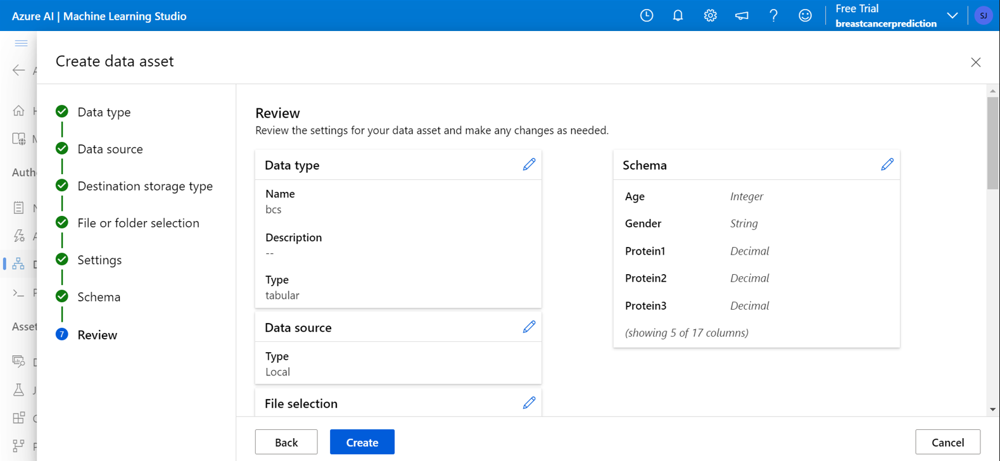 Azure AI | Machine Learning Studio
Free Trial
breastcancerprediction
SJ
Create data asset
Data type
Data source
Destination storage type
File or folder selection
Settings
Schema
7
Review
Review
Review the settings for your data asset and make any changes as needed.
Data type
Name
bcs
Description
--
Type
tabular
Data source
Type
Local
File selection
Schema
Age Integer
Gender String
Protein1 Decimal
Protein2 Decimal
Protein3 Decimal
(showing 5 of 17 columns)
Back
Create
Cancel